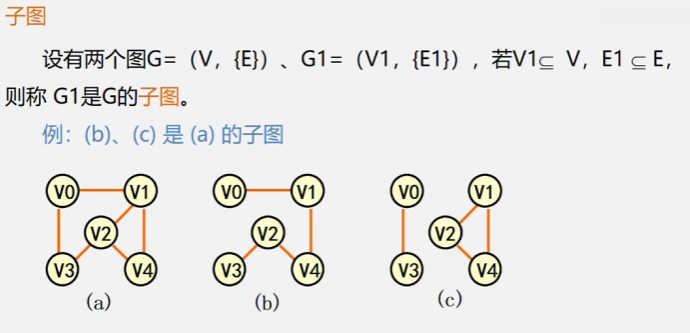 子图
设有两个图G=（V，{E}）、G1=（V1，{E1}），若V1⊆ V，E1 ⊆ E，
则称 G1是G的子图。
例：(b)、(c) 是 (a) 的子图
V0 V1 V0 V1 V0 V1
V2 V2 V2
V3 V4 V3 V4 V3 V4
(a) (b) (c)